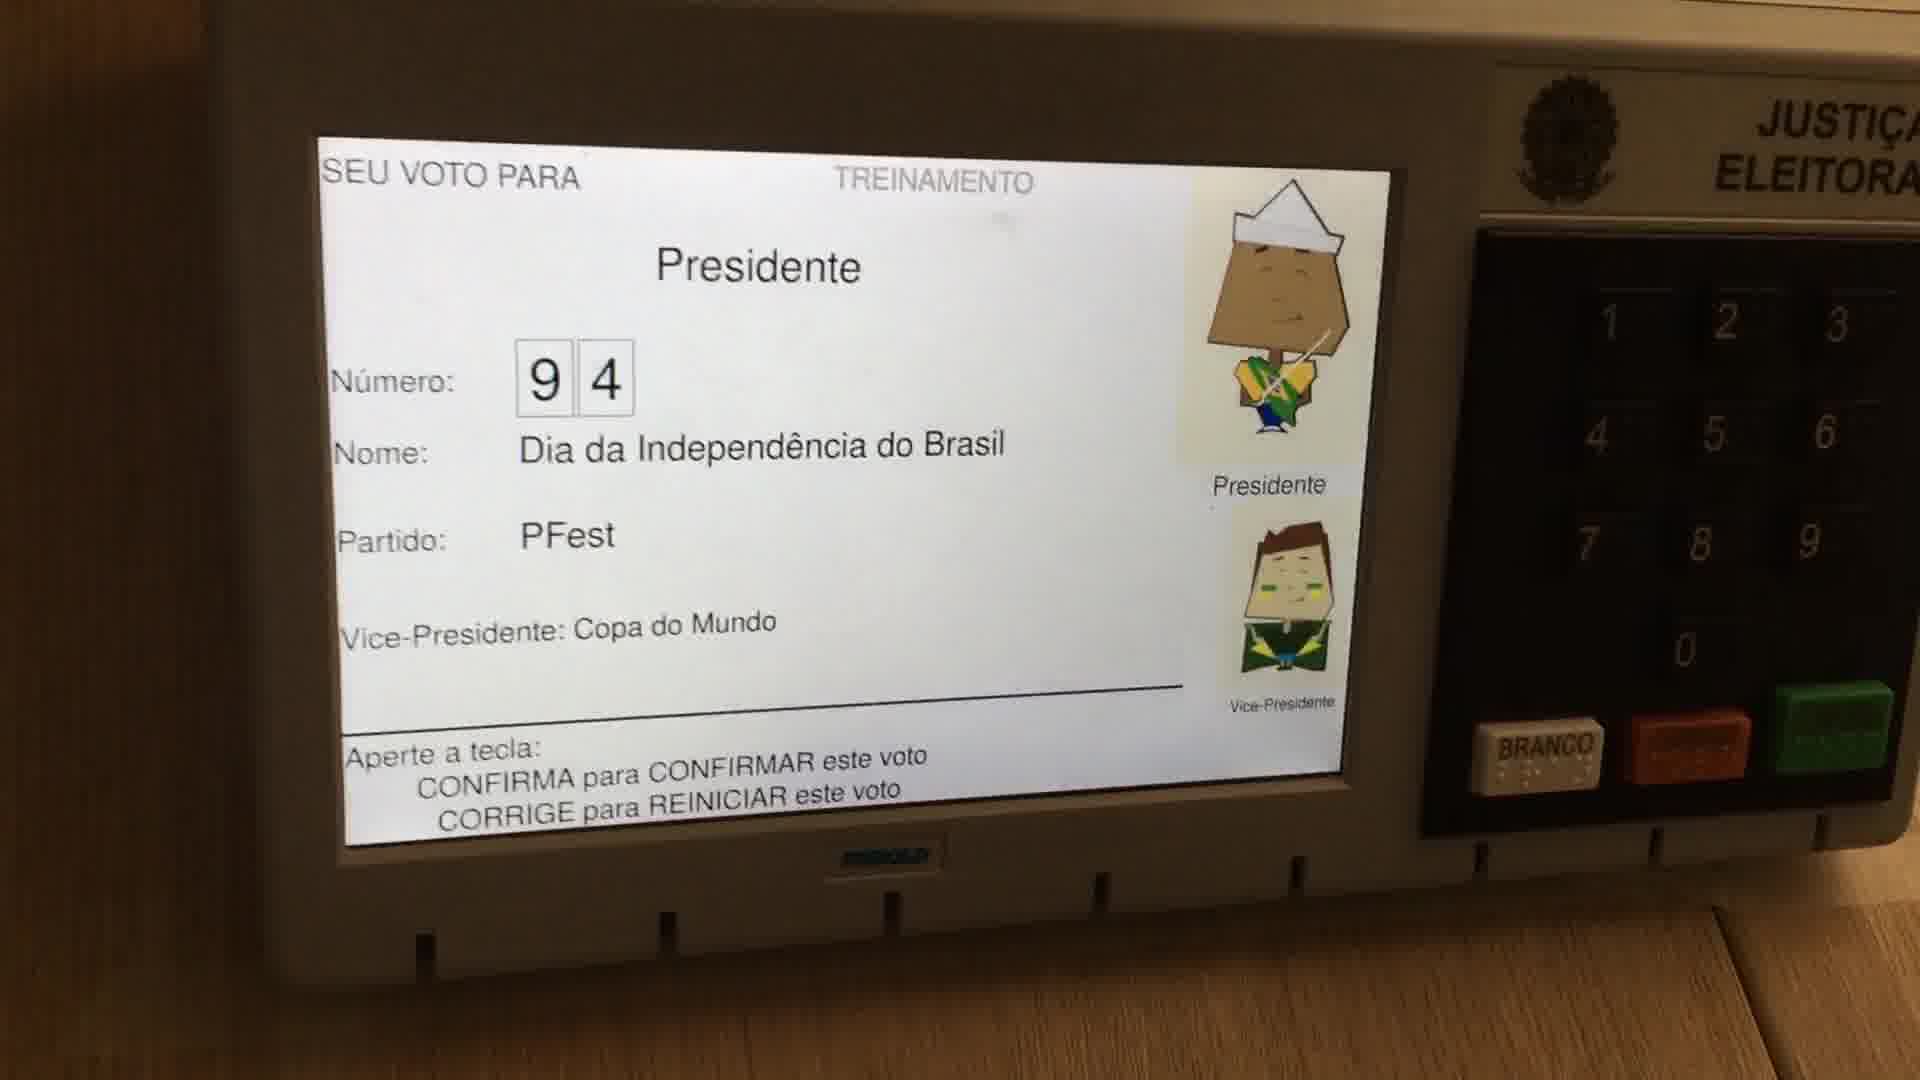 SEU VOTO PARA
TREINAMENTO
Presidente
Número: 9 4
Nome: Dia da Independência do Brasil
Partido: PFest
Vice-Presidente: Copa do Mundo
Presidente
Vice-Presidente
Aperte a tecla:
CONFIRMA para CONFIRMAR este voto
CORRIGE para REINICIAR este voto
JUSTIÇA
ELEITORA
1 2 3
4 5 6
7 8 9
0
BRANCO